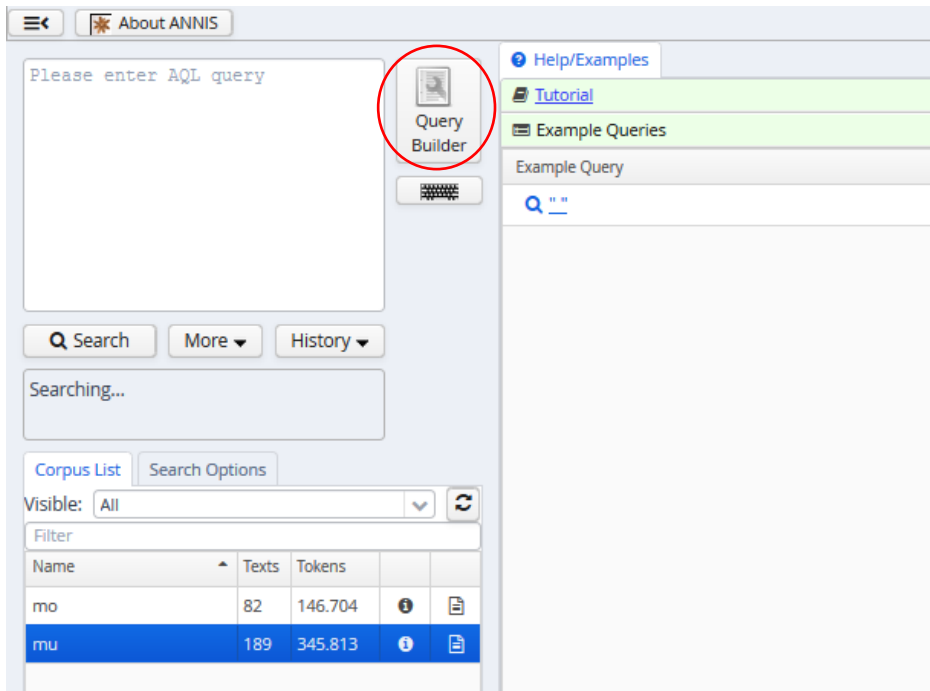 About ANNIS
Please enter AQL query
Query
Builder
Search
More
History
Searching...
Corpus List
Search Options
Visible:
All
Filter
Name Texts Tokens
mo 82 146.704
mu 189 345.813
Help/Examples
Tutorial
Example Queries
Example Query
" "